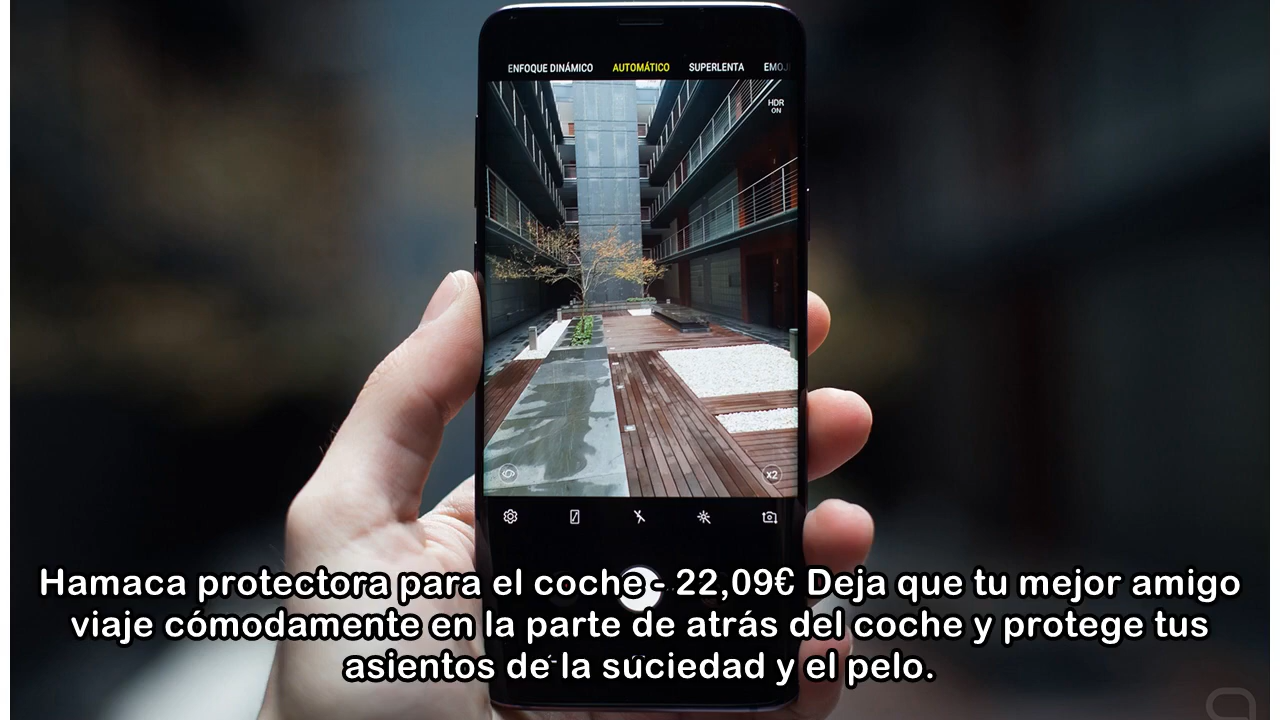 ENFOQUE DINÁMICO AUTOMÁTICO SUPERLENTA EMOJI
HDR
ON
x2
Hamaca protectora para el coche - 22,09€ Deja que tu mejor amigo
viaje cómodamente en la parte de atrás del coche y protege tus
asientos de la suciedad y el pelo.